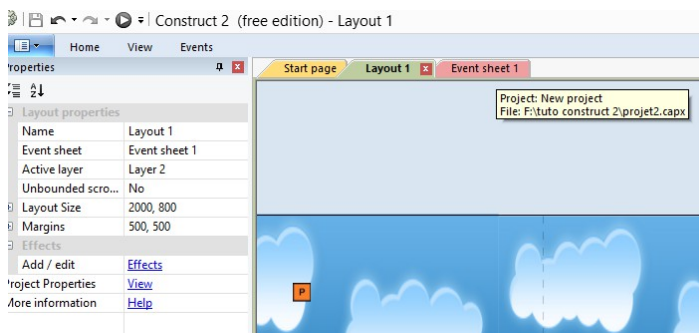 Construct 2 (free edition) - Layout 1
Home View Events
Properties
Start page Layout 1 Event sheet 1
Project: New project
File: F:\tuto construct 2\projet2.capx
Layout properties
Name Layout 1
Event sheet Event sheet 1
Active layer Layer 2
Unbounded scro... No
Layout Size 2000, 800
Margins 500, 500
Effects
Add / edit Effects
Project Properties View
More information Help
P